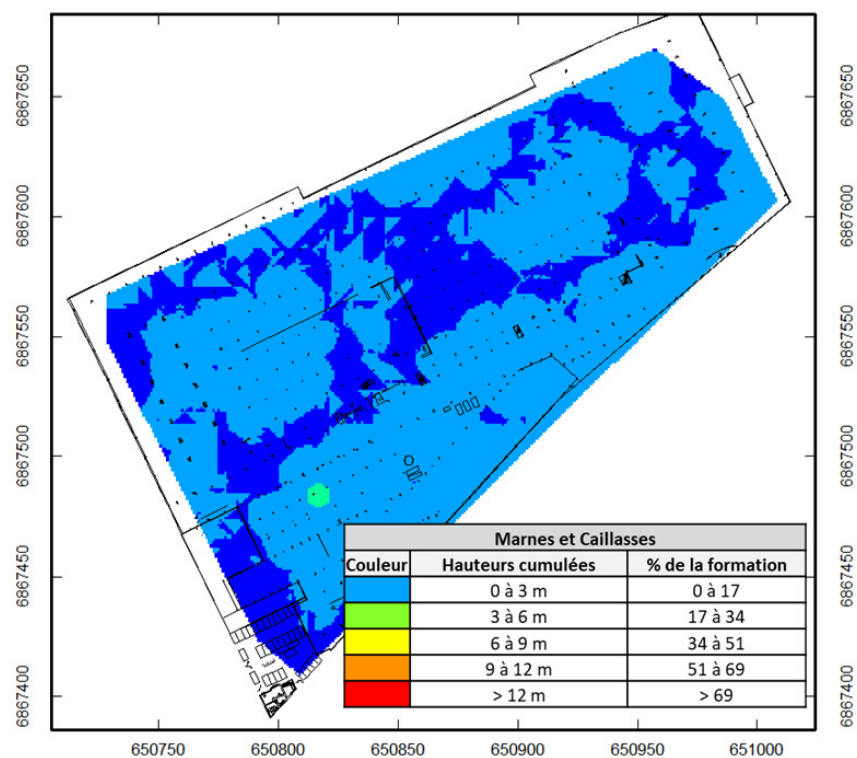 6867650
6867600
6867550
6867500
6867450
6867400
6867650
6867600
6867550
6867500
6867450
6867400
Marnes et Caillasses
Couleur Hauteurs cumulées % de la formation
0 à 3 m 0 à 17
3 à 6 m 17 à 34
6 à 9 m 34 à 51
9 à 12 m 51 à 69
> 12 m > 69
650750 650800 650850 650900 650950 651000